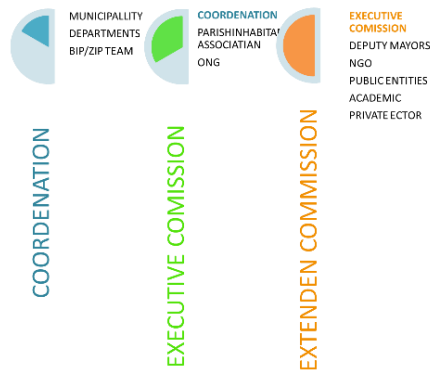 MUNICIPALLITY
DEPARTMENTS
BIP/ZIP TEAM
COORDENATION
PARISHINHABITA
ASSOCIATIAN
ONG
EXECUTIVE
COMISSION
DEPUTY MAYORS
NGO
PUBLIC ENTITIES
ACADEMIC
PRIVATE ECTOR
COORDENATION
EXECUTIVE COMISSION
EXTENDEN COMMISSION